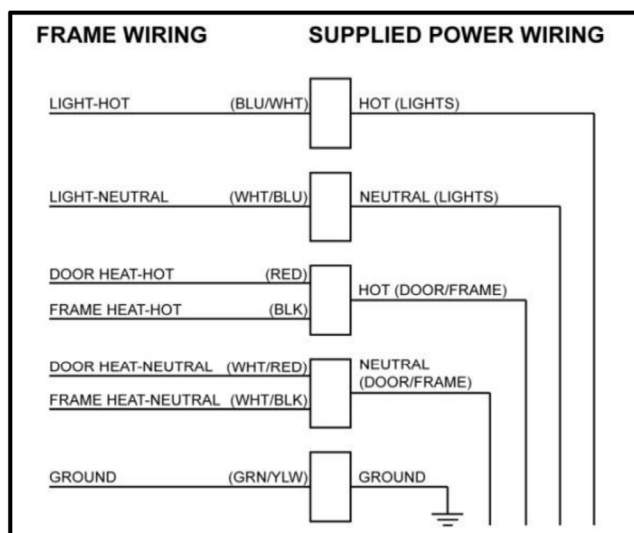 FRAME WIRING SUPPLIED POWER WIRING
LIGHT-HOT (BLU/WHT) HOT (LIGHTS)
LIGHT-NEUTRAL (WHT/BLU) NEUTRAL (LIGHTS)
DOOR HEAT-HOT (RED)
HOT (DOOR/FRAME)
FRAME HEAT-HOT (BLK)
DOOR HEAT-NEUTRAL (WHT/RED) NEUTRAL
(DOOR/FRAME)
FRAME HEAT-NEUTRAL (WHT/BLK)
GROUND (GRN/YLW) GROUND